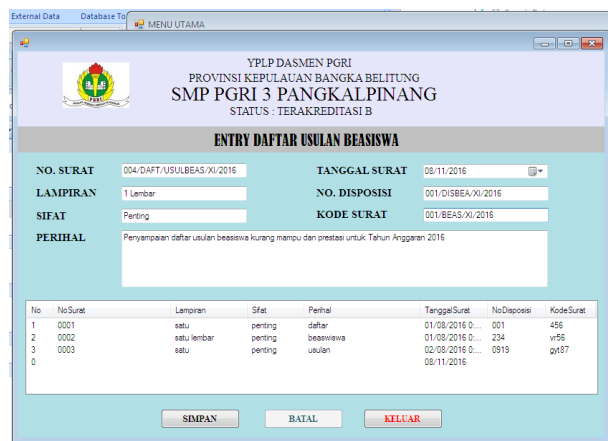 External Data Database To
MENU UTAMA
YPLP DASMEN PGRI
PROVINSI KEPULAUAN BANGKA BELITUNG
SMP PGRI 3 PANGKALPINANG
STATUS : TERAKREDITASI B
PGRI
ENTRY DAFTAR USULAN BEASISWA
NO. SURAT 004/DAFT/USULBEAS/XI/2016 TANGGAL SURAT 08/11/2016
LAMPIRAN 1 Lembar NO. DISPOSISI 001/DISBEA/XI/2016
SIFAT Penting KODE SURAT 001/BEAS/XI/2016
PERIHAL Penyampaian daftar usulan beasiswa kurang mampu dan prestasi untuk Tahun Anggaran 2016
No NoSurat Lampiran Sifat Perihal TanggalSurat NoDisposisi KodeSurat
1 0001 satu penting daftar 01/08/2016 0:... 001 456
2 0002 satu lembar penting beaswiswa 01/08/2016 0:... 234 vr56
3 0003 satu penting usulan 02/08/2016 0:... 0919 gyt87
0 08/11/2016
SIMPAN BATAL KELUAR